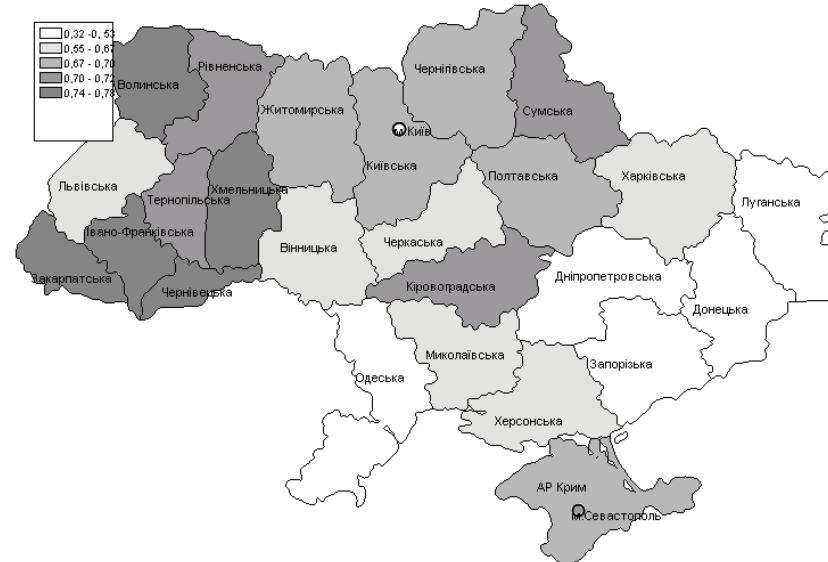 0,32 -0, 53
0,55 - 0,67
0,67 - 0,70
0,70 - 0,72
0,74 - 0,78
Волинська
Рівненська
Житомирська
Чернігівська
Сумська
м.Київ
Київська
Львівська
Тернопільська
Хмельницька
Полтавська
Харківська
Луганська
Івано-Франківська
Вінницька
Черкаська
Закарпатська
Чернівецька
Кіровоградська
Дніпропетровська
Донецька
Миколаївська
Одеська
Запорізька
Херсонська
АР Крим
м.Севастополь